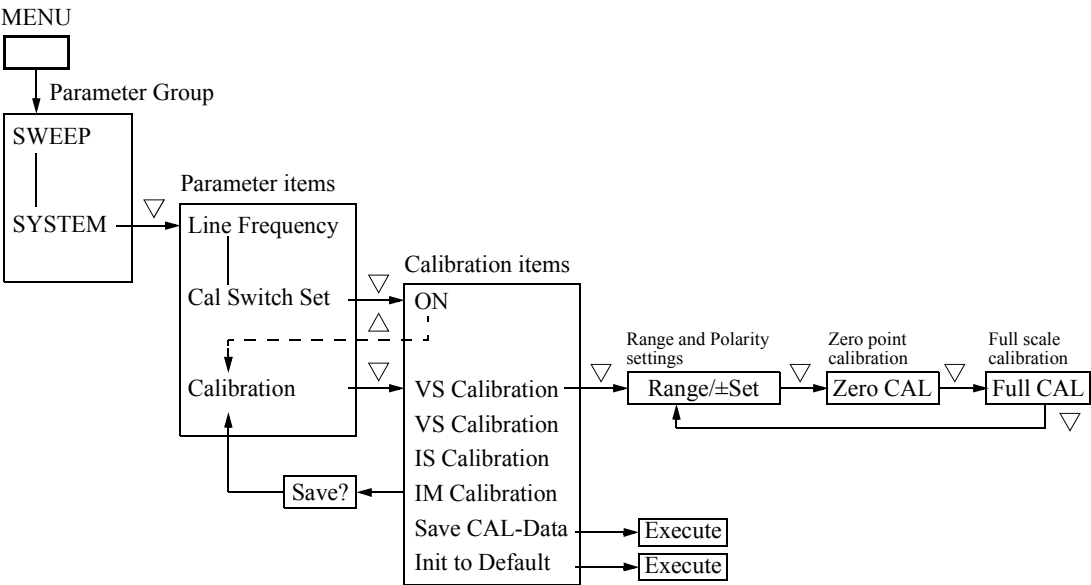 MENU
Parameter Group
SWEEP
SYSTEM
▽
Parameter items
Line Frequency
Cal Switch Set
▽
△
Calibration
▽
Calibration items
ON
VS Calibration
VS Calibration
IS Calibration
IM Calibration
Save CAL-Data
Init to Default
Save?
▽
Range and Polarity
settings
Range/±Set
▽
Zero point
calibration
Zero CAL
▽
Full scale
calibration
Full CAL
▽
Execute
Execute